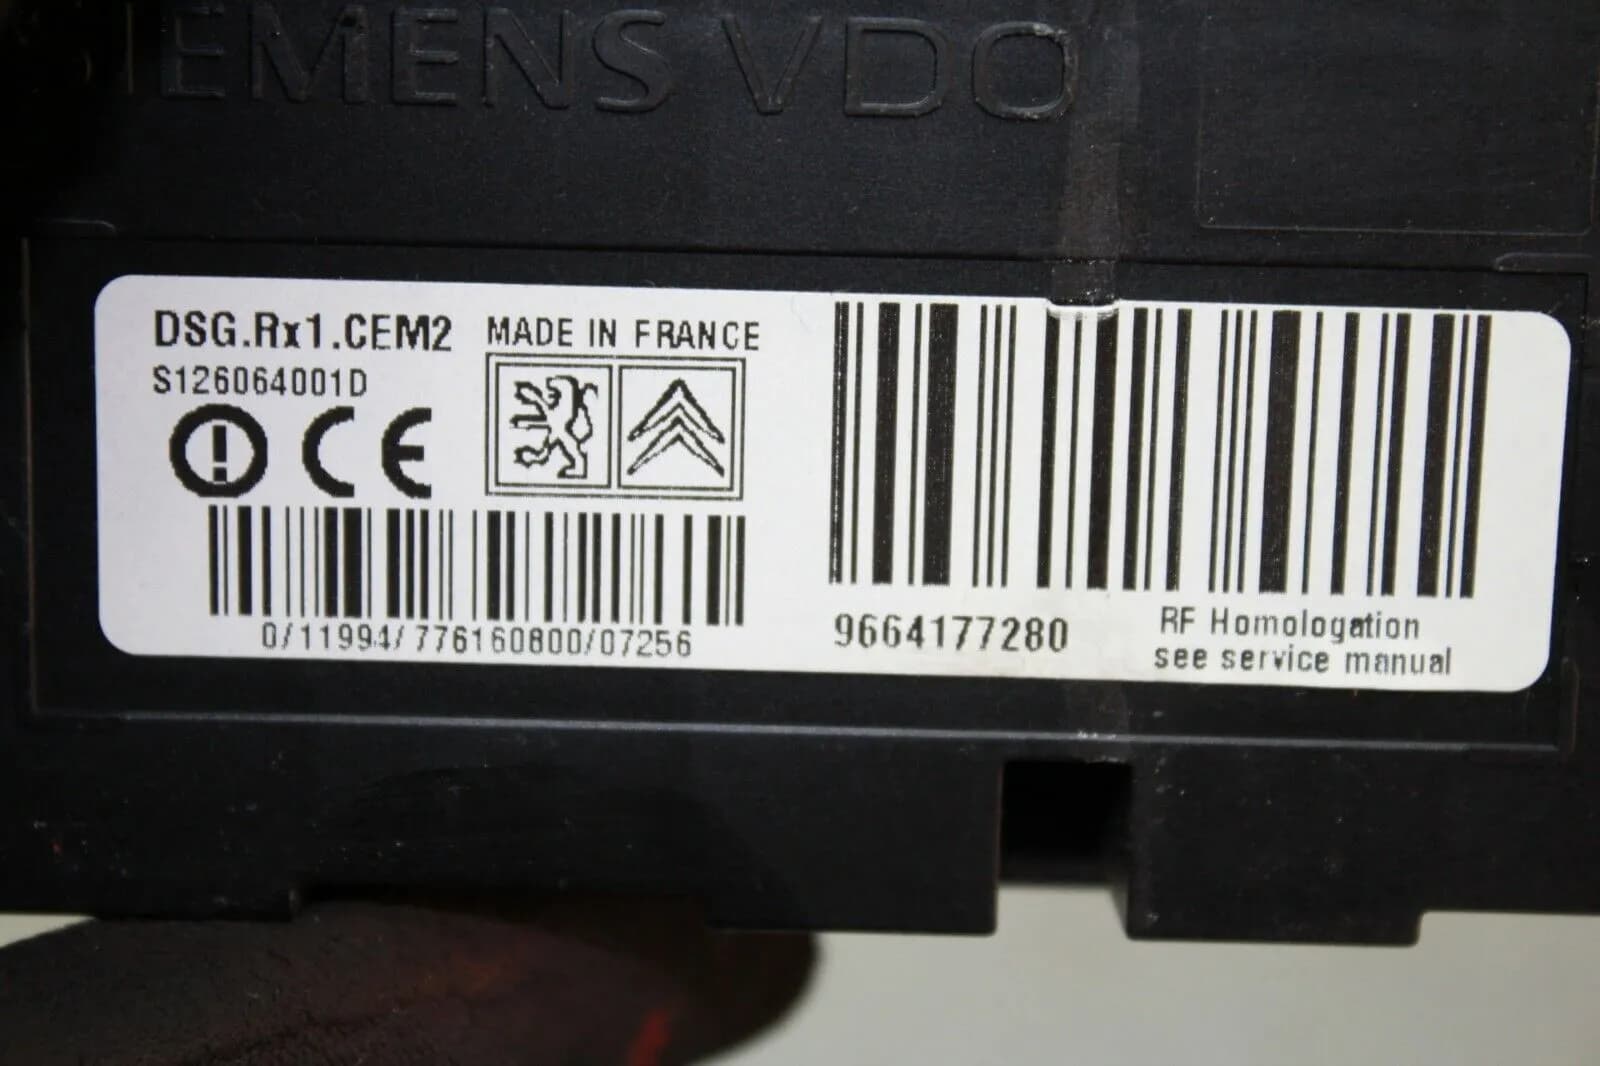 SIEMENS VDO
DSG.Rx1.CEM2
S126064001D
CE
MADE IN FRANCE
0/11994/776160800/07256
9664177280
RF Homologation
see service manual